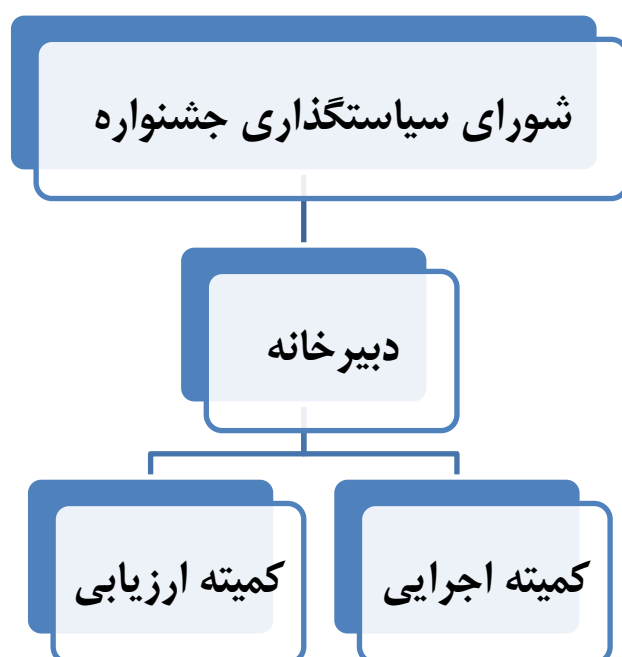 شورای سیاستگذاری جشنواره
دبیرخانه
کمیته اجرایی
کمیته ارزیابی